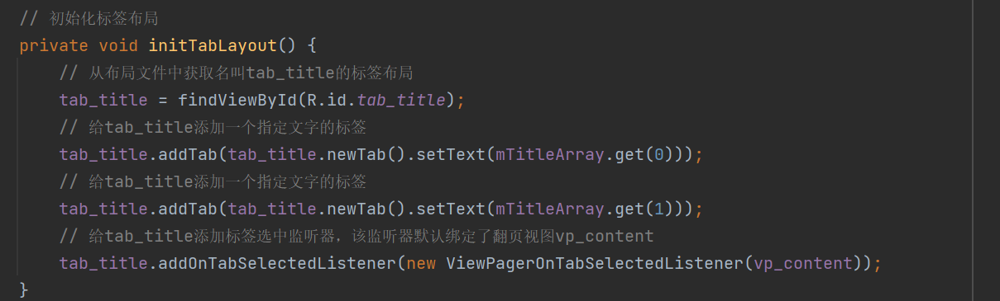 // 初始化标签布局
private void initTabLayout() {
// 从布局文件中获取名叫tab_title的标签布局
tab_title = findViewById(R.id.tab_title);
// 给tab_title添加一个指定文字的标签
tab_title.addTab(tab_title.newTab().setText(mTitleArray.get(0)));
// 给tab_title添加一个指定文字的标签
tab_title.addTab(tab_title.newTab().setText(mTitleArray.get(1)));
// 给tab_title添加标签选中监听器，该监听器默认绑定了翻页视图vp_content
tab_title.addOnTabSelectedListener(new ViewPagerOnTabSelectedListener(vp_content));
}